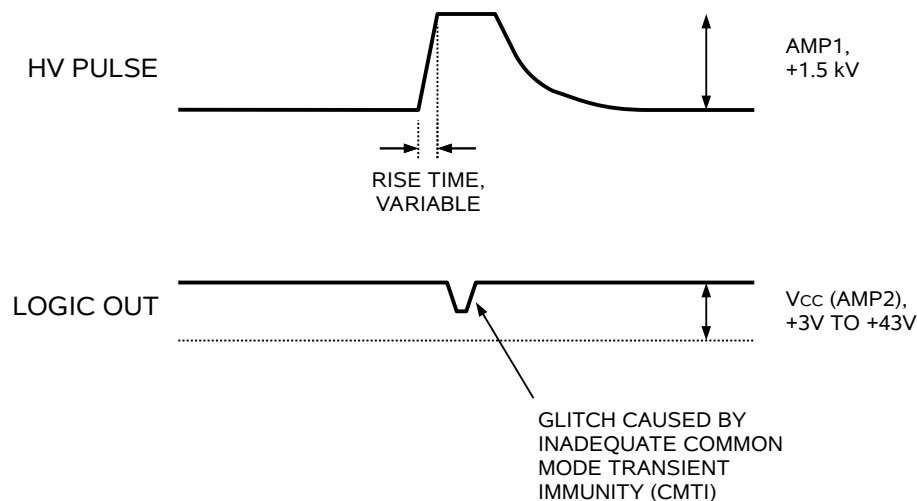 HV PULSE
AMP1,
+1.5 kV
RISE TIME,
VARIABLE
LOGIC OUT
VCC (AMP2),
+3V TO +43V
GLITCH CAUSED BY
INADEQUATE COMMON
MODE TRANSIENT
IMMUNITY (CMTI)